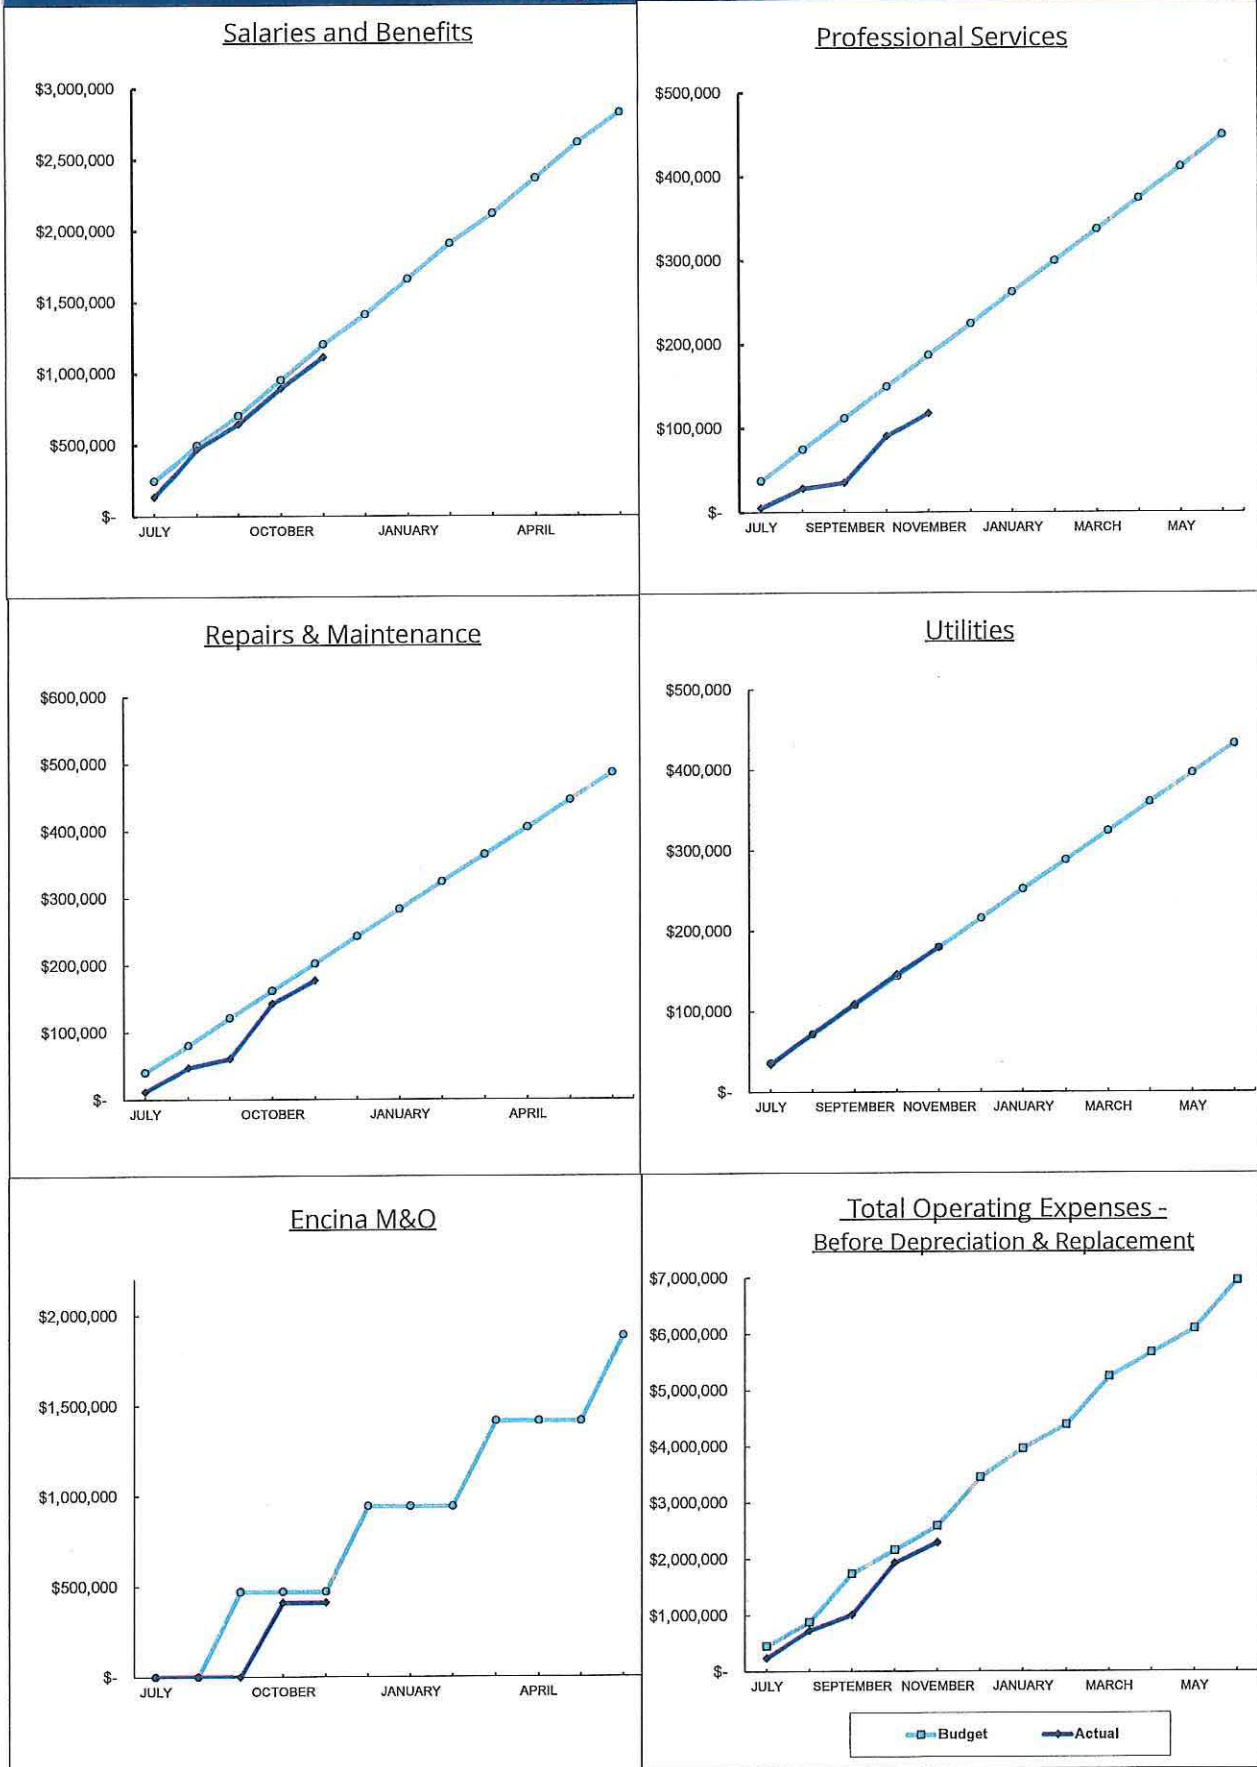 Salaries and Benefits
$3,000,000
$2,500,000
$2,000,000
$1,500,000
$1,000,000
$500,000
$-
JULY OCTOBER JANUARY APRIL
Professional Services
$500,000
$400,000
$300,000
$200,000
$100,000
$-
JULY SEPTEMBER NOVEMBER JANUARY MARCH MAY
Repairs & Maintenance
$600,000
$500,000
$400,000
$300,000
$200,000
$100,000
$-
JULY OCTOBER JANUARY APRIL
Utilities
$500,000
$400,000
$300,000
$200,000
$100,000
$-
JULY SEPTEMBER NOVEMBER JANUARY MARCH MAY
Encina M&O
$2,000,000
$1,500,000
$1,000,000
$500,000
$-
JULY OCTOBER JANUARY APRIL
Total Operating Expenses -
Before Depreciation & Replacement
$7,000,000
$6,000,000
$5,000,000
$4,000,000
$3,000,000
$2,000,000
$1,000,000
$-
JULY SEPTEMBER NOVEMBER JANUARY MARCH MAY
Budget Actual